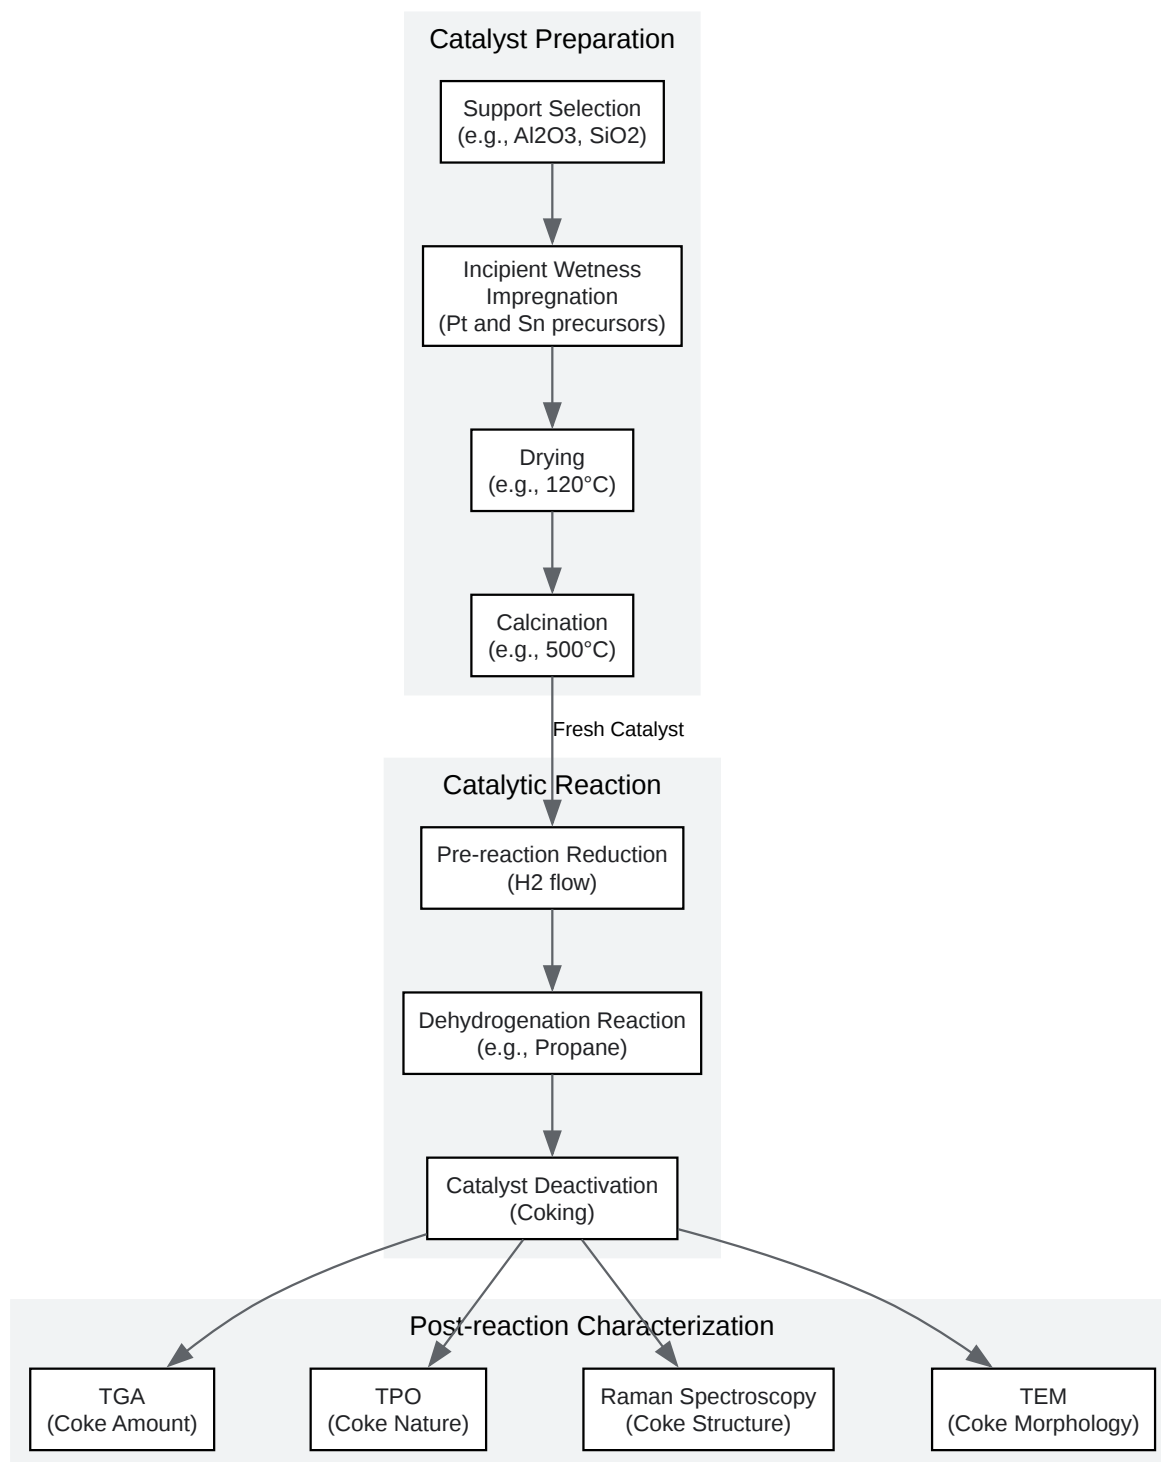 Catalyst Preparation
Support Selection
(e.g., Al2O3, SiO2)
Incipient Wetness
Impregnation
(Pt and Sn precursors)
Drying
(e.g., 120°C)
Calcination
(e.g., 500°C)
Fresh Catalyst
Catalytic Reaction
Pre-reaction Reduction
(H2 flow)
Dehydrogenation Reaction
(e.g., Propane)
Catalyst Deactivation
(Coking)
Post-reaction Characterization
TGA
(Coke Amount)
TPO
(Coke Nature)
Raman Spectroscopy
(Coke Structure)
TEM
(Coke Morphology)